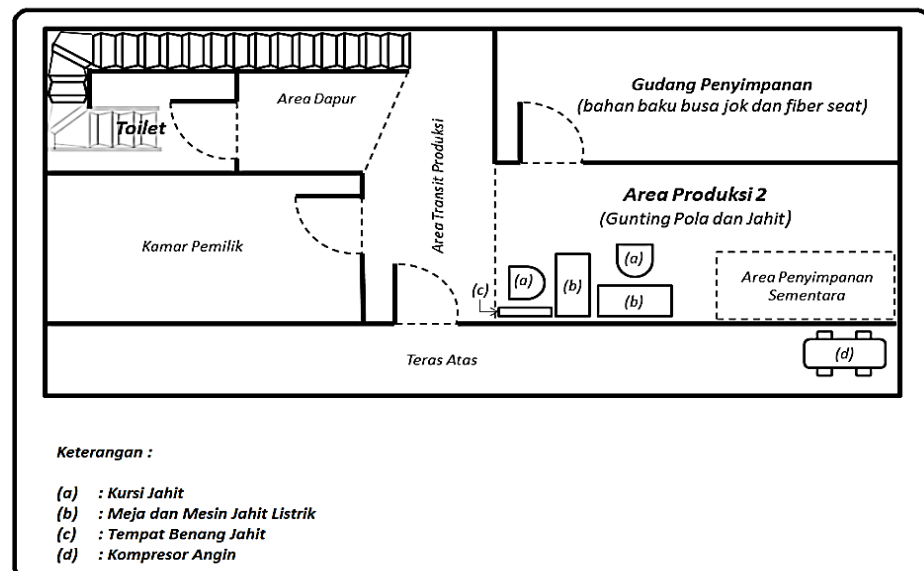 Gudang Penyimpanan
(bahan baku busa jok dan fiber seat)
Area Dapur
Toilet
Area Transit Produksi
Area Produksi 2
(Gunting Pola dan Jahit)
Kamar Pemilik
(a)
(a)
(b)
(b)
(c)
Area Penyimpanan
Sementara
Teras Atas
(d)
Keterangan :
(a) : Kursi Jahit
(b) : Meja dan Mesin Jahit Listrik
(c) : Tempat Benang Jahit
(d) : Kompresor Angin